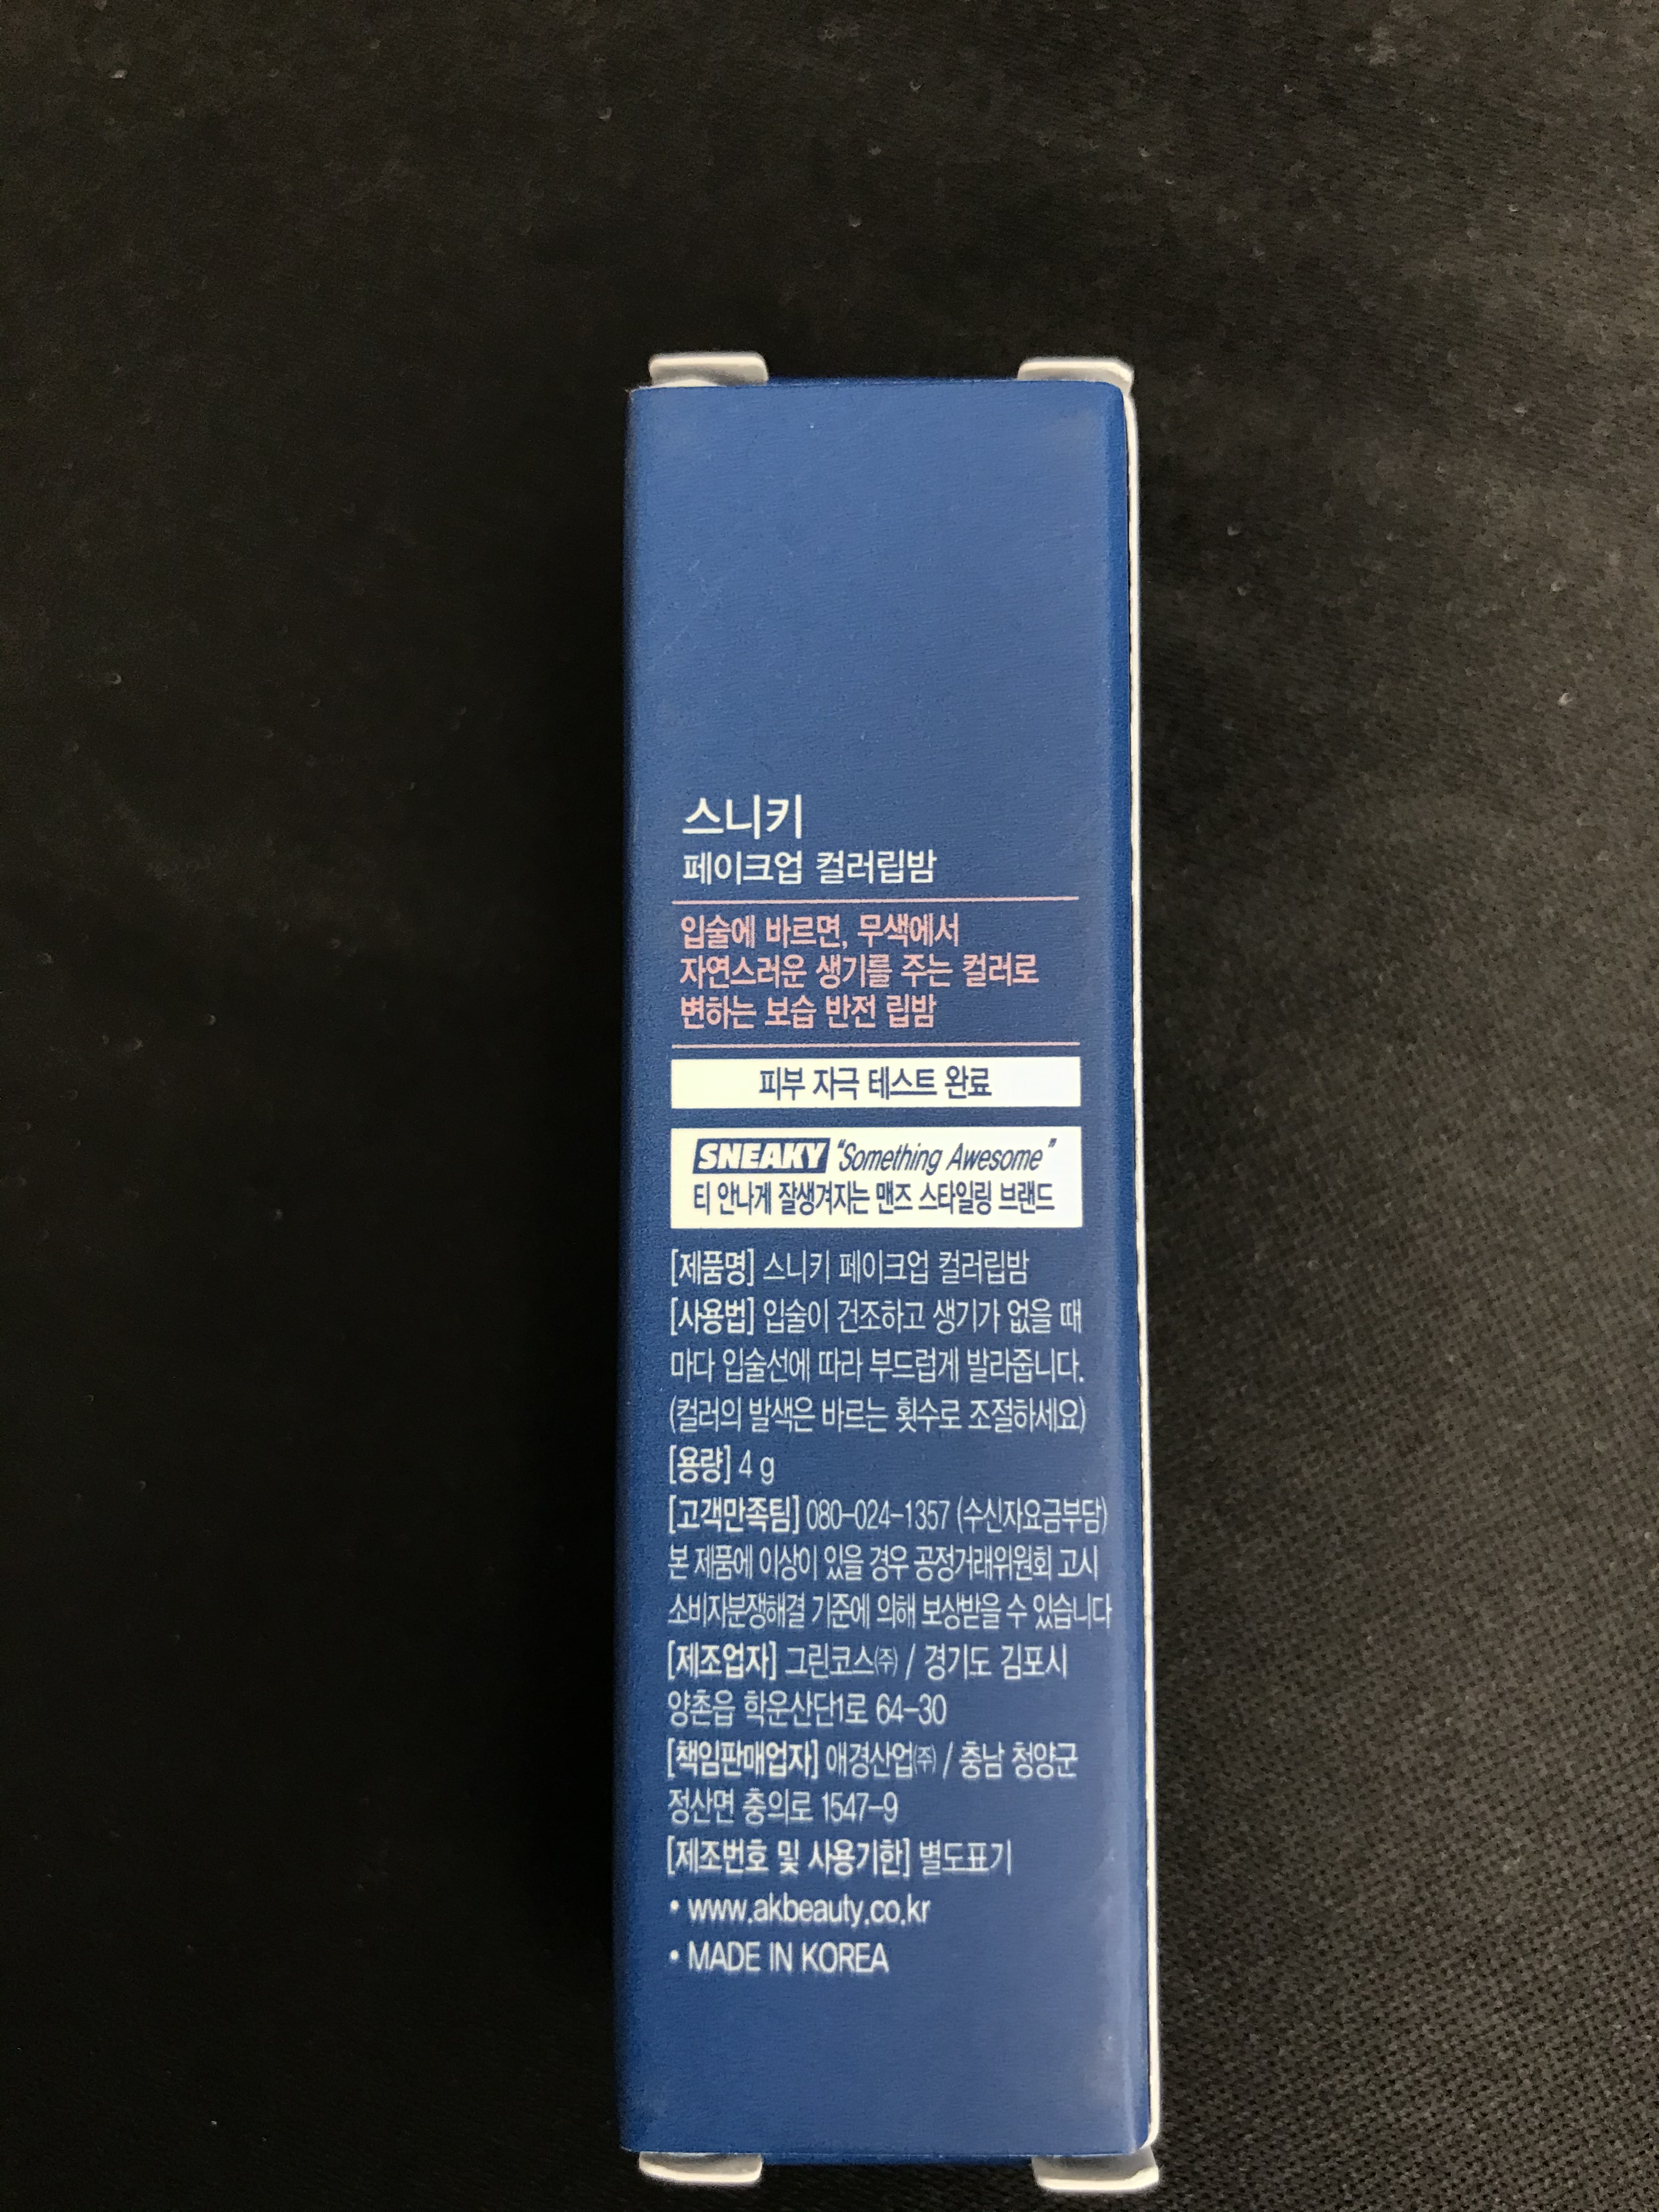 스니키
페이크업 컬러립밤
입술에 바르면, 무색에서
자연스러운 생기를 주는 컬러로
변하는 보습 반전 립밤
피부 자극 테스트 완료
SNEAKY "Something Awesome"
티 안나게 잘생겨지는 맨즈 스타일링 브랜드
[제품명] 스니키 페이크업 컬러립밤
[사용법] 입술이 건조하고 생기가 없을 때
마다 입술선에 따라 부드럽게 발라줍니다.
(컬러의 발색은 바르는 횟수로 조절하세요)
[용량] 4 g
[고객만족팀] 080-024-1357 (수신자요금부담)
본 제품에 이상이 있을 경우 공정거래위원회 고시
소비자분쟁해결 기준에 의해 보상받을 수 있습니다
[제조업자] 그린코스㈜ / 경기도 김포시
양촌읍 학운산단1로 64-30
[책임판매업자] 애경산업㈜ / 충남 청양군
정산면 충의로 1547-9
[제조번호 및 사용기한] 별도표기
• www.akbeauty.co.kr
• MADE IN KOREA